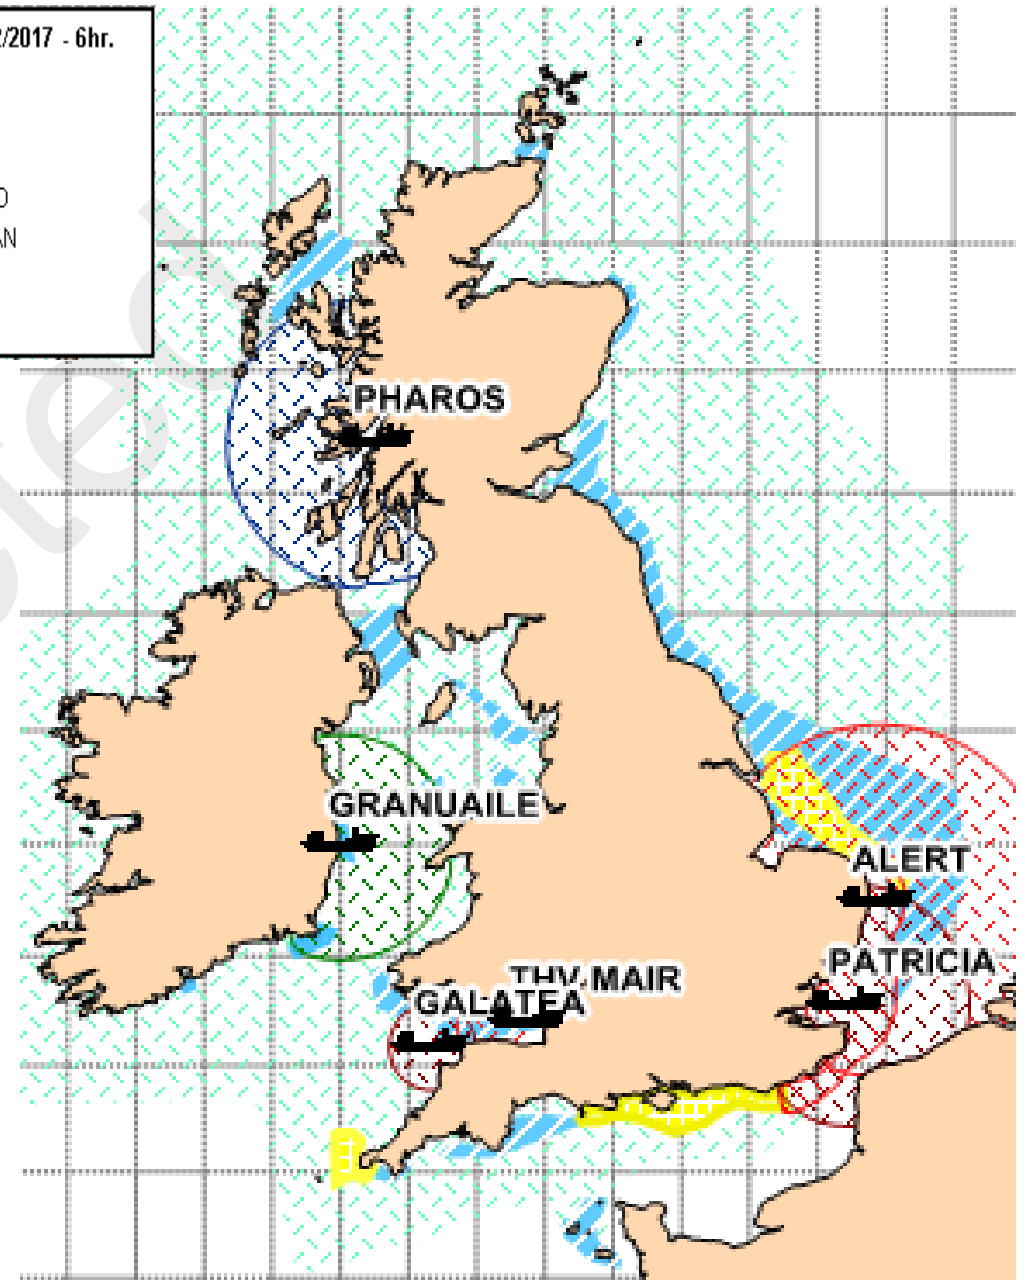 2/2017 - 6hr.
O
AN
PHAROS
GRANUAILE
ALERT
PATRICIA
THV MAIR
GALATEA